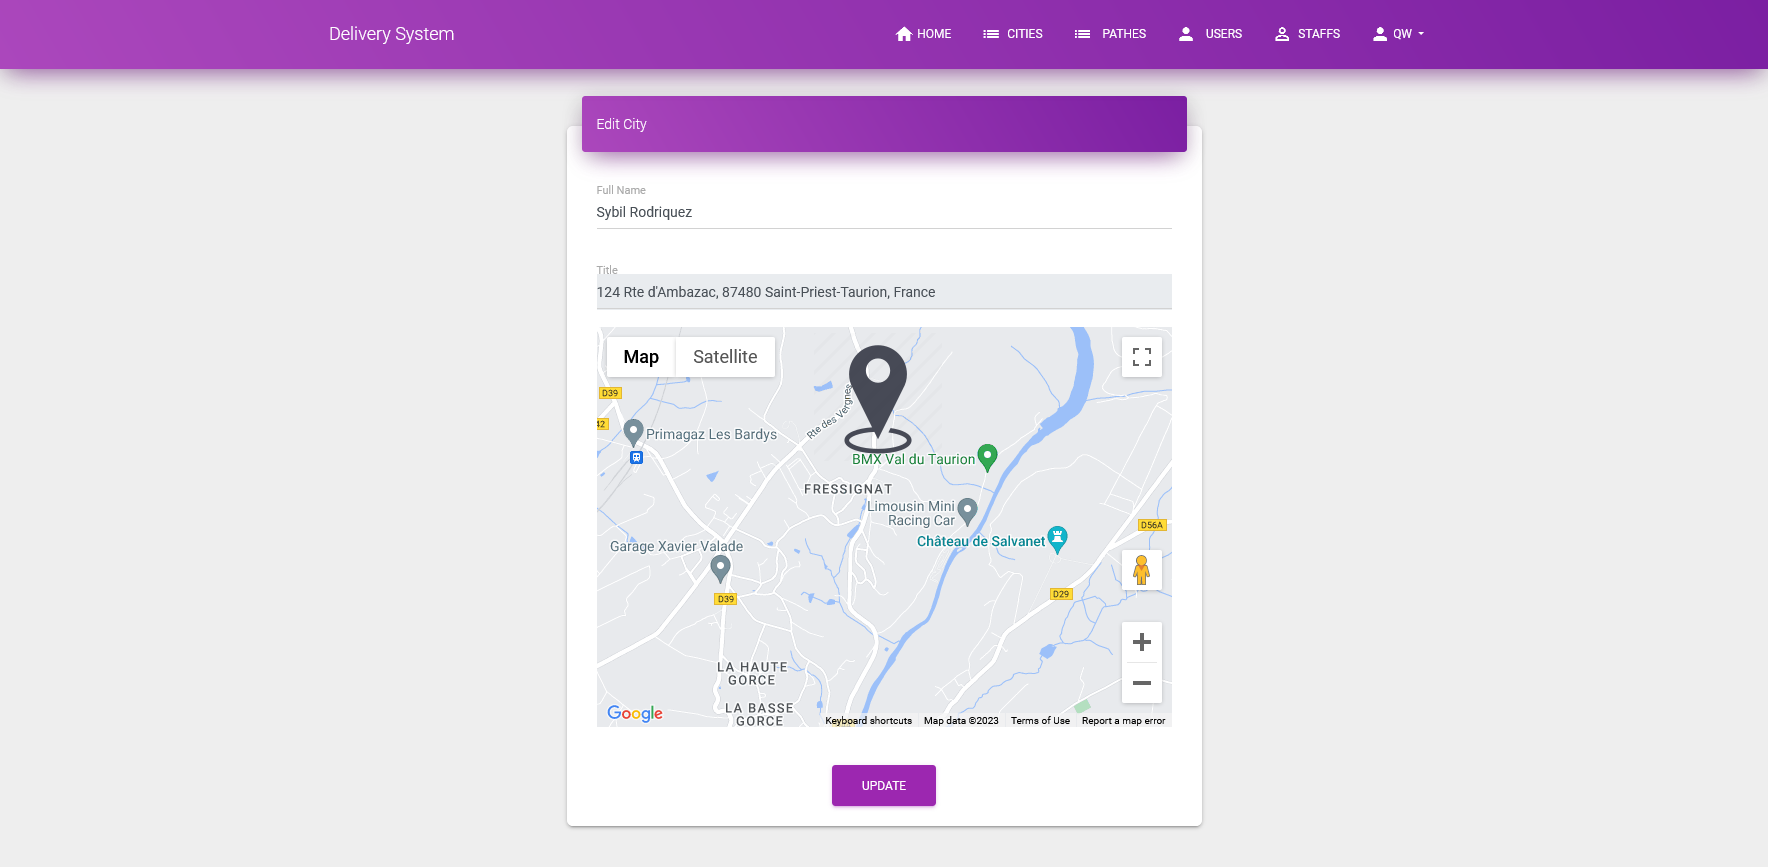 Delivery System
HOME
CITIES
PATHES
USERS
STAFFS
QW
Edit City
Full Name
Sybil Rodriquez
Title
124 Rte d'Ambazac, 87480 Saint-Priest-Taurion, France
Map
Satellite
D39
42
Primagaz Les Bardys
Rte des Vergnes
BMX Val du Taurion
FRESSIGNAT
Limousin Mini
Racing Car
D56A
Château de Salvanet
Garage Xavier Valade
D39
D29
LA HAUTE
GORCE
LA BASSE
GORCE
Google
Keyboard shortcuts
Map data ©2023
Terms of Use
Report a map error
UPDATE